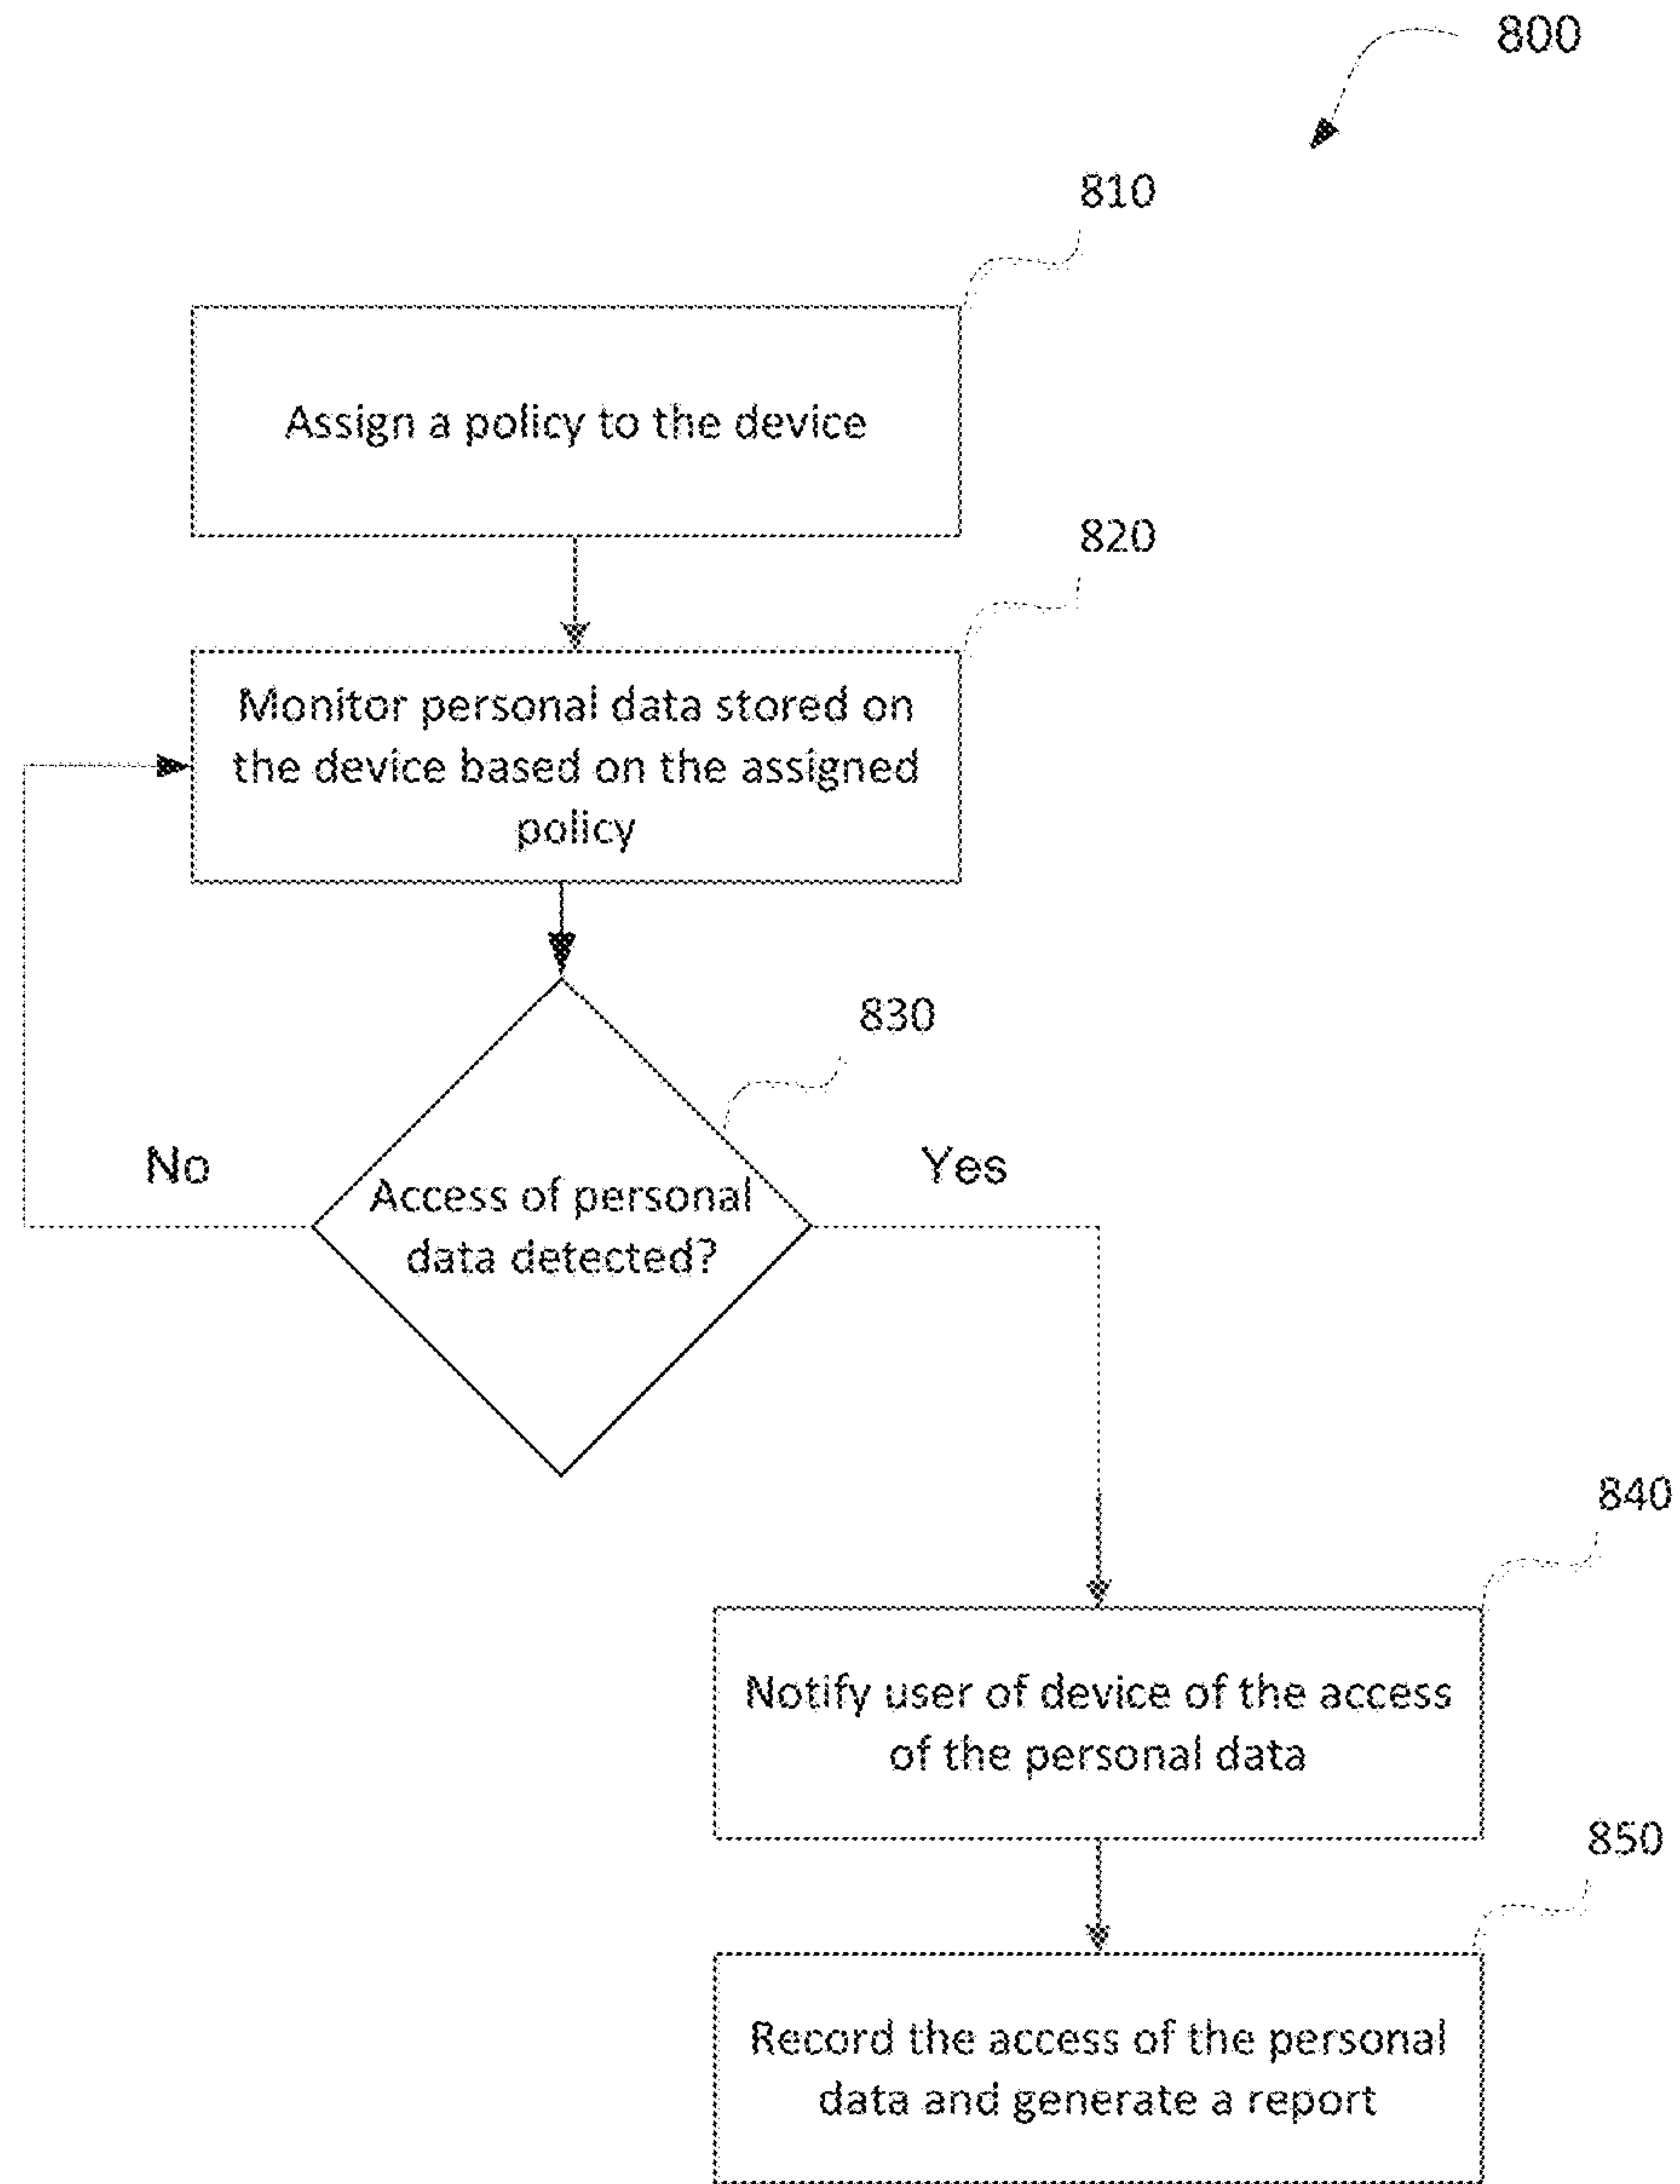 800
810
Assign a policy to the device
820
Monitor personal data stored on
the device based on the assigned
policy
830
No
Yes
Access of personal
data detected?
840
Notify user of device of the access
of the personal data
850
Record the access of the personal
data and generate a report